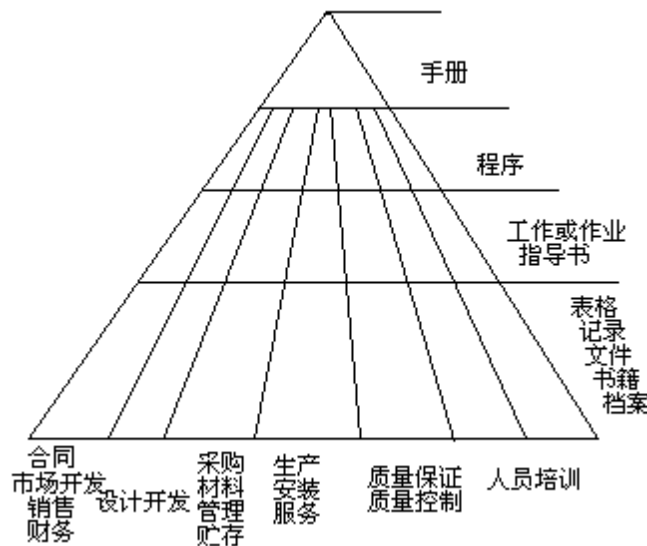 手册
程序
工作或作业
指导书
表格
记录
文件
书籍
档案
合同
市场开发
销售
财务
设计开发
采购
材料
管理
贮存
生产
安装
服务
质量保证
质量控制
人员培训